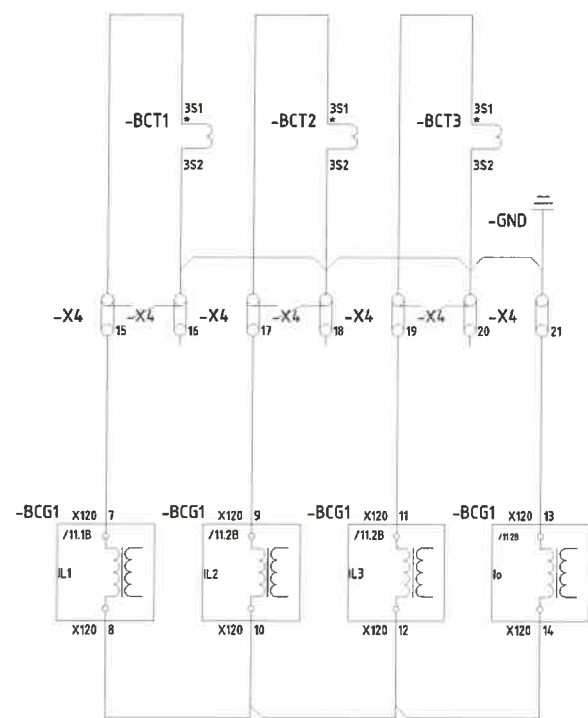 3S1 3S1 3S1
-BCT1 * -BCT2 * -BCT3 *
3S2 3S2 3S2
-GND
-X4 15 -X4 16 -X4 17 -X4 18 -X4 19 -X4 20 -X4 21
-BCG1 X120 7 -BCG1 X120 9 -BCG1 X120 11 -BCG1 X120 13
/11.1B /11.2B /11.2B /11.2B
IL1 IL2 IL3 Io
X120 8 X120 10 X120 12 X120 14